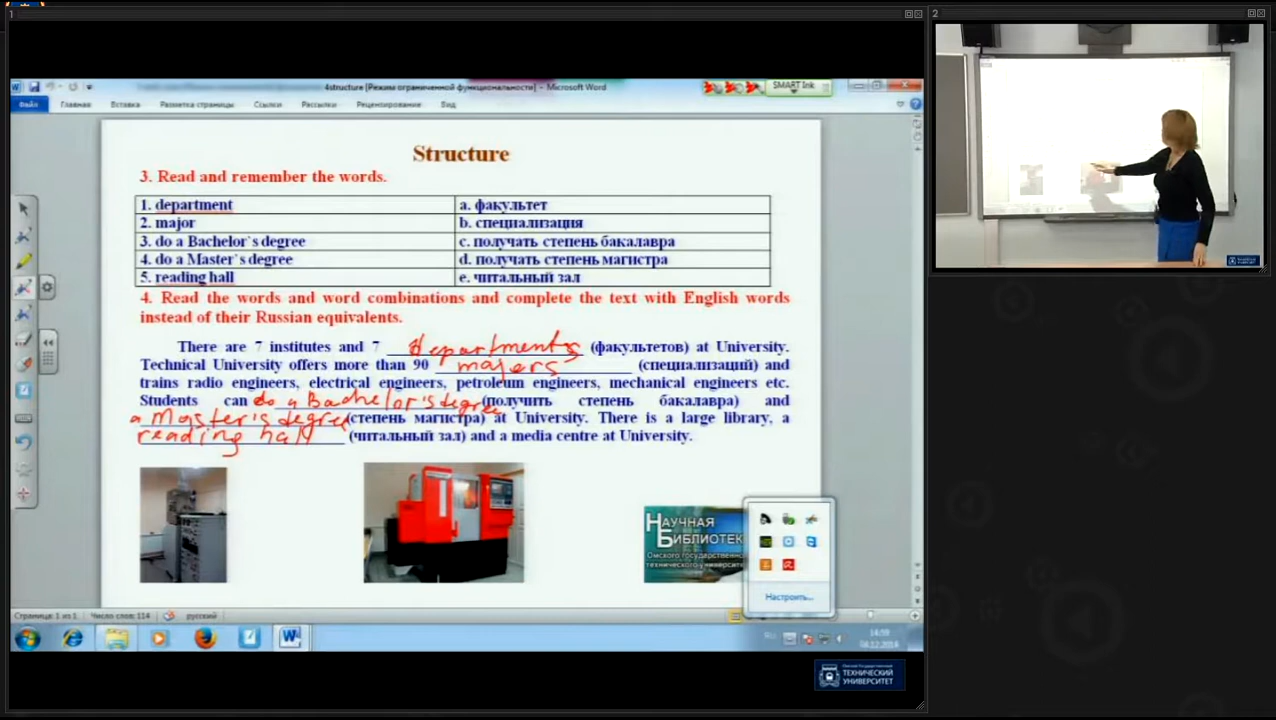 1
2
4structure [Режим ограниченной функциональности] - Microsoft Word
SMART Ink
Файл Главная Вставка Разметка страницы Ссылки Рассылки Рецензирование Вид
Structure
3. Read and remember the words.
1. department a. факультет
2. major b. специализация
3. do a Bachelor`s degree c. получать степень бакалавра
4. do a Master`s degree d. получать степень магистра
5. reading hall e. читальный зал
4. Read the words and word combinations and complete the text with English words
instead of their Russian equivalents.
There are 7 institutes and 7 departments (факультетов) at University.
Technical University offers more than 90 majors (специализаций) and
trains radio engineers, electrical engineers, petroleum engineers, mechanical engineers etc.
Students can do a Bachelor's degree (получить степень бакалавра) and
a Master's degree (степень магистра) at University. There is a large library, a
reading hall (читальный зал) and a media centre at University.
НАУЧНАЯ
БИБЛИОТЕК
Омского государственно
технического универси
Настроить...
Страница: 1 из 1 Число слов: 114 русский
RU 14:59
ТЕХНИЧЕСКИЙ
УНИВЕРСИТЕТ